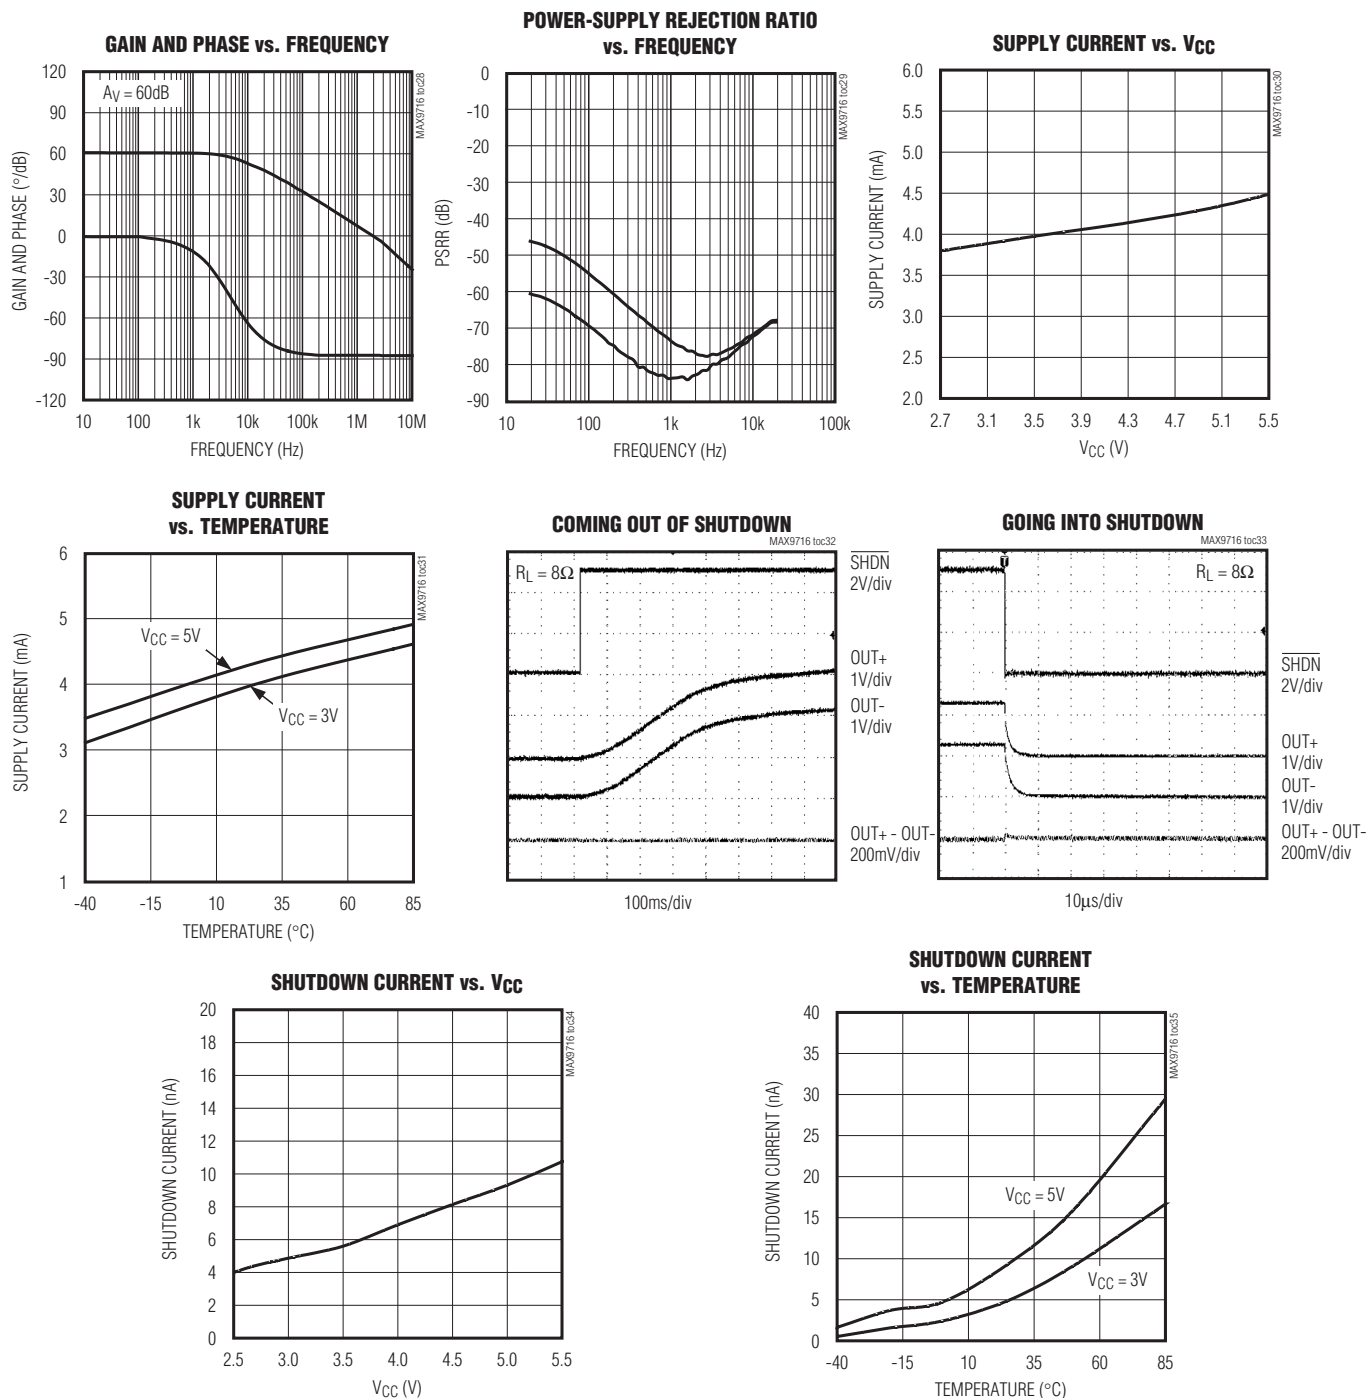 GAIN AND PHASE vs. FREQUENCY
GAIN AND PHASE (°/dB)
120
90
60
30
0
-30
-60
-90
-120
AV = 60dB
MAX9716 toc28
10 100 1k 10k 100k 1M 10M
FREQUENCY (Hz)
POWER-SUPPLY REJECTION RATIO
vs. FREQUENCY
PSRR (dB)
0
-10
-20
-30
-40
-50
-60
-70
-80
-90
MAX9716 toc29
10 100 1k 10k 100k
FREQUENCY (Hz)
SUPPLY CURRENT vs. VCC
SUPPLY CURRENT (mA)
6.0
5.5
5.0
4.5
4.0
3.5
3.0
2.5
2.0
MAX9716 toc30
2.7 3.1 3.5 3.9 4.3 4.7 5.1 5.5
VCC (V)
SUPPLY CURRENT
vs. TEMPERATURE
SUPPLY CURRENT (mA)
6
5
4
3
2
1
VCC = 5V
VCC = 3V
MAX9716 toc31
-40 -15 10 35 60 85
TEMPERATURE (°C)
COMING OUT OF SHUTDOWN
MAX9716 toc32
RL = 8Ω
SHDN
2V/div
OUT+
1V/div
OUT-
1V/div
OUT+ - OUT-
200mV/div
100ms/div
GOING INTO SHUTDOWN
MAX9716 toc33
T
RL = 8Ω
SHDN
2V/div
OUT+
1V/div
OUT-
1V/div
OUT+ - OUT-
200mV/div
10µs/div
SHUTDOWN CURRENT vs. VCC
SHUTDOWN CURRENT (nA)
20
18
16
14
12
10
8
6
4
2
0
MAX9716 toc34
2.5 3.0 3.5 4.0 4.5 5.0 5.5
VCC (V)
SHUTDOWN CURRENT
vs. TEMPERATURE
SHUTDOWN CURRENT (nA)
40
35
30
25
20
15
10
5
0
VCC = 5V
VCC = 3V
MAX9716 toc35
-40 -15 10 35 60 85
TEMPERATURE (°C)